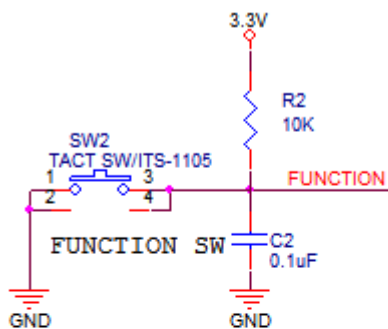 3.3V
R2
10K
SW2
TACT SW/ITS-1105
1
3
2
4
FUNCTION
FUNCTION SW
C2
0.1uF
GND
GND